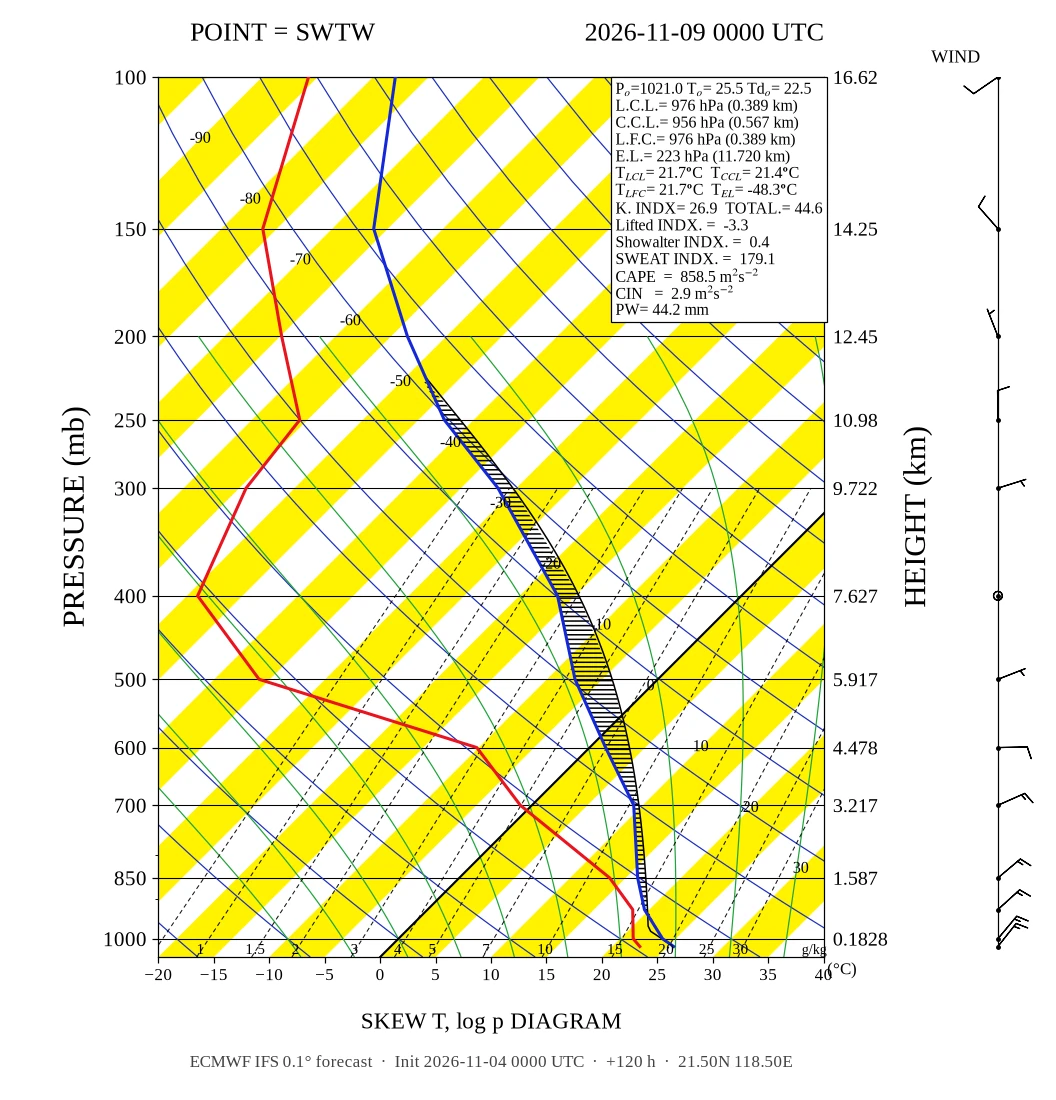 POINT = SWTW 2026-11-09 0000 UTC
WIND
100 16.62
Pₒ=1021.0 Tₒ= 25.5 Tdₒ= 22.5
L.C.L.= 976 hPa (0.389 km)
C.C.L.= 956 hPa (0.567 km)
L.F.C.= 976 hPa (0.389 km)
E.L.= 223 hPa (11.720 km)
T_LCL= 21.7°C T_CCL= 21.4°C
T_LFC= 21.7°C T_EL= -48.3°C
K. INDX= 26.9 TOTAL.= 44.6
Lifted INDX. = -3.3
Showalter INDX. = 0.4
SWEAT INDX. = 179.1
CAPE = 858.5 m²s⁻²
CIN = 2.9 m²s⁻²
PW= 44.2 mm
-90
-80
150 14.25
-70
-60
200 12.45
-50
250 10.98
-40
300 9.722
-30
-20
400 7.627
-10
500 5.917
0
600 4.478
10
700 3.217
20
850 1.587
30
1000 0.1828
PRESSURE (mb)
HEIGHT (km)
1 1.5 2 3 4 5 7 10 15 20 25 30 g/kg
−20 −15 −10 −5 0 5 10 15 20 25 30 35 40 (°C)
SKEW T, log p DIAGRAM
ECMWF IFS 0.1° forecast · Init 2026-11-04 0000 UTC · +120 h · 21.50N 118.50E